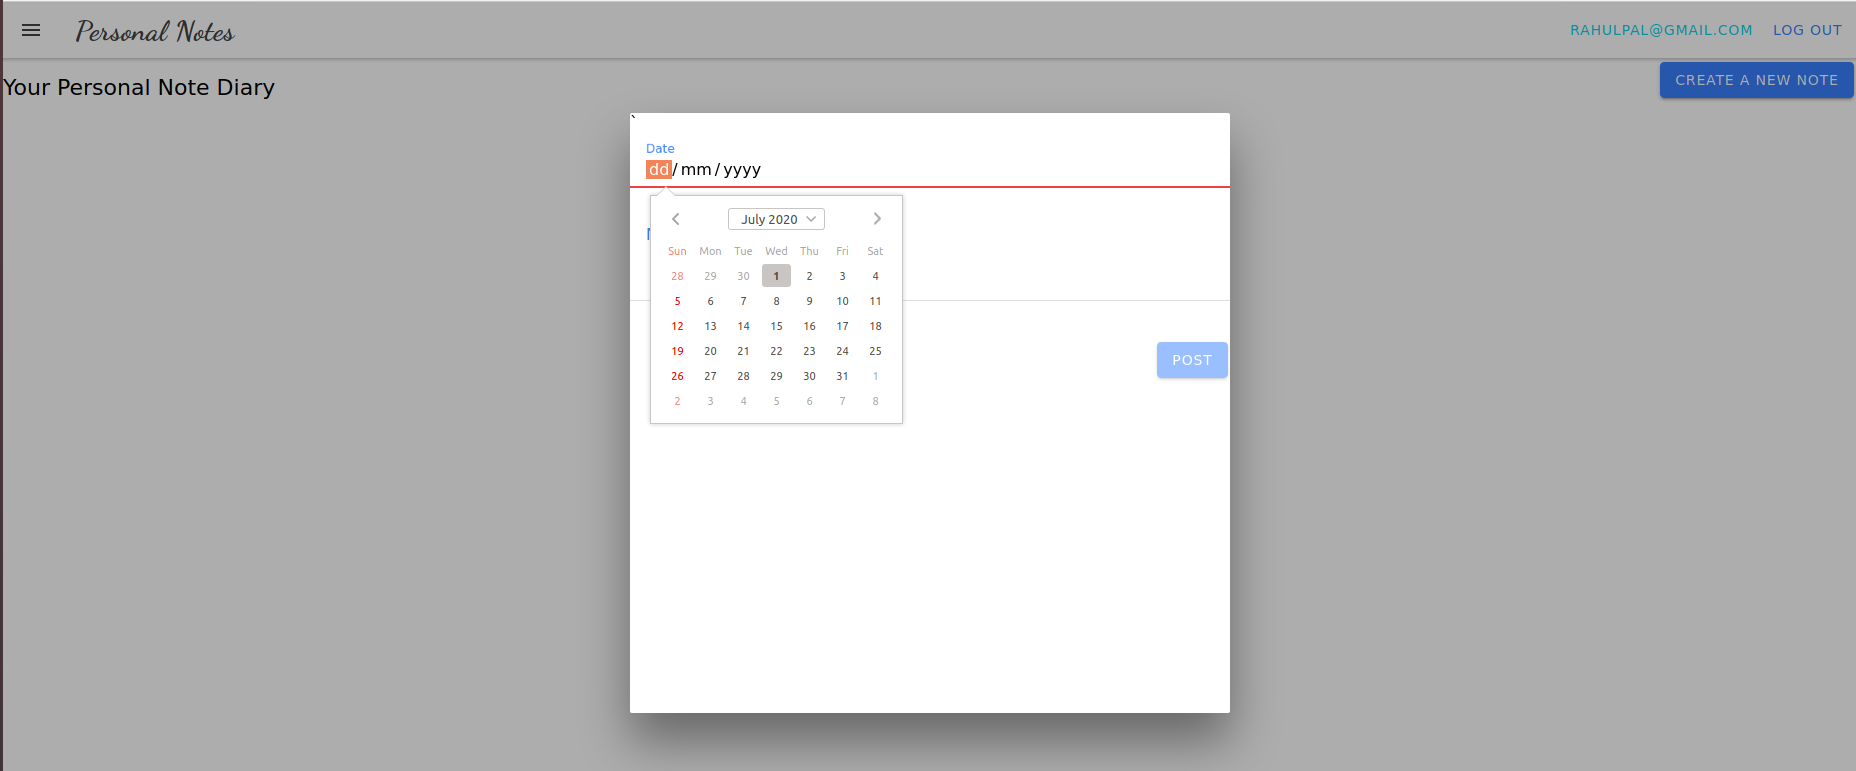 Personal Notes
RAHULPAL@GMAIL.COM LOG OUT
Your Personal Note Diary
CREATE A NEW NOTE
`
Date
dd/mm/yyyy
July 2020
Sun Mon Tue Wed Thu Fri Sat
28 29 30 1 2 3 4
5 6 7 8 9 10 11
12 13 14 15 16 17 18
19 20 21 22 23 24 25
26 27 28 29 30 31 1
2 3 4 5 6 7 8
POST